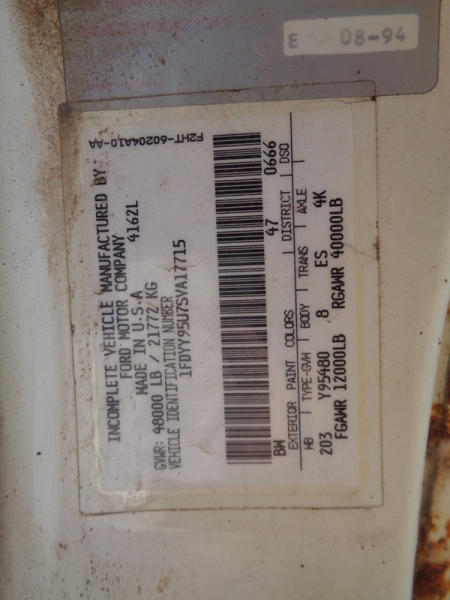 E 08-94
F2HT-60204A10-AA
INCOMPLETE VEHICLE MANUFACTURED BY
FORD MOTOR COMPANY 4162L
MADE IN U.S.A
GVWR: 48000 LB / 21772 KG
VEHICLE IDENTIFICATION NUMBER
1FDYY95U7SVA17715
0666
BW 47
EXTERIOR PAINT COLORS DISTRICT DSO
WB TYPE-GVW BODY TRANS AXLE
203 Y95480 8 ES 4K
FGAWR 12000LB RGAWR 40000LB